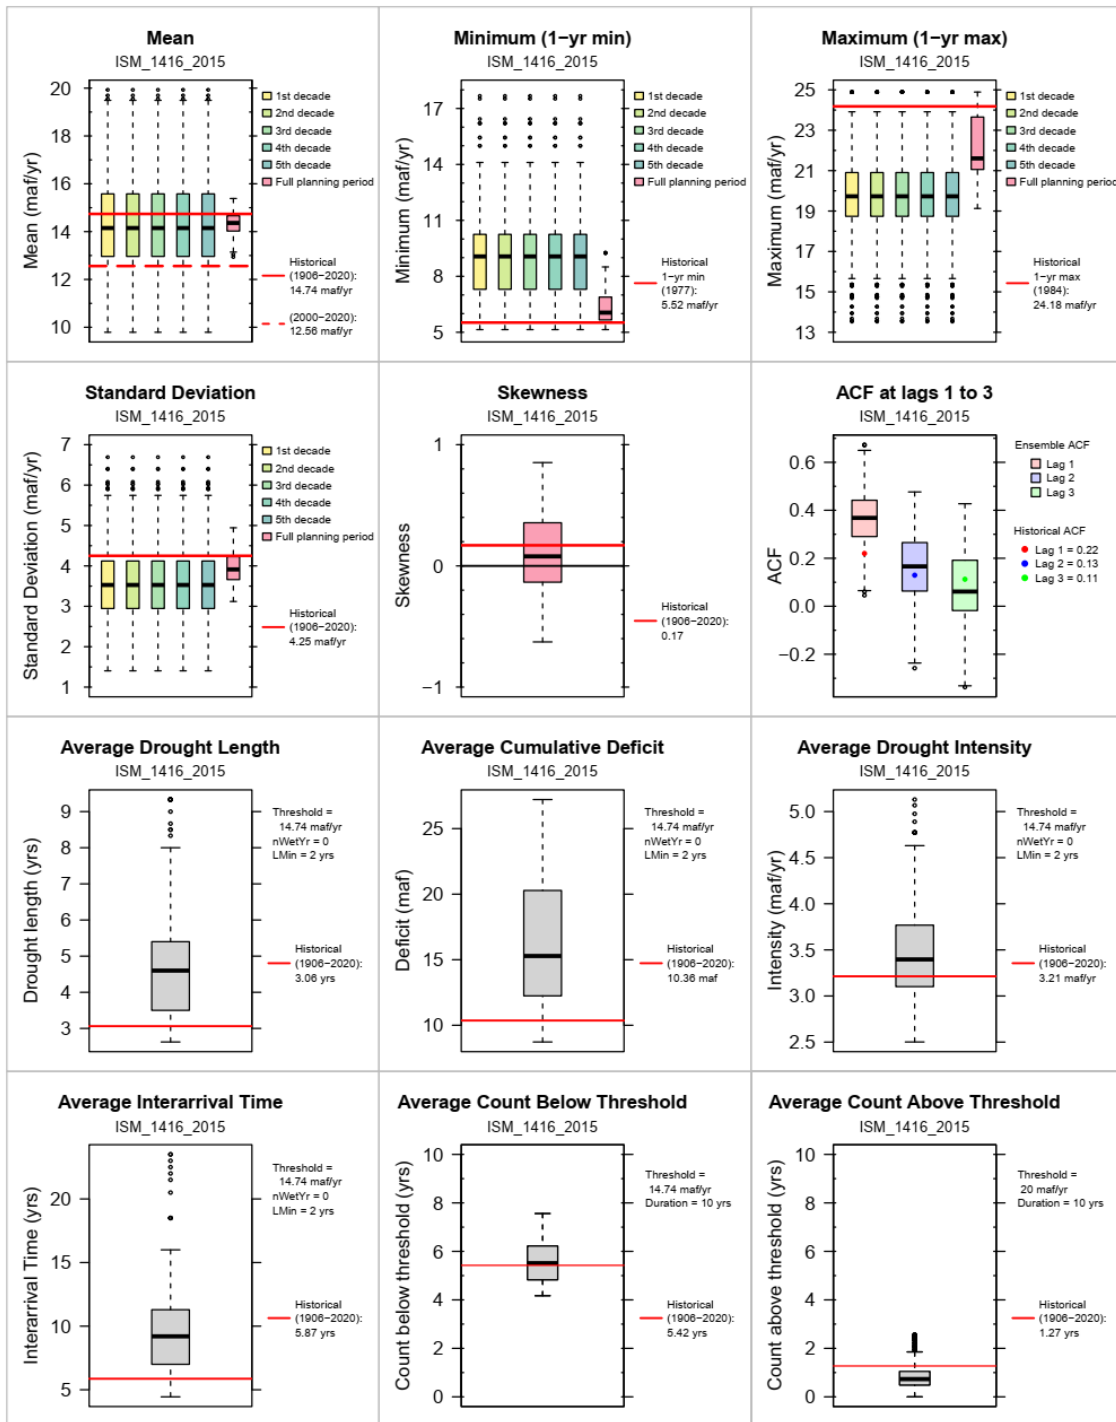 Mean
ISM_1416_2015
Mean (maf/yr)
20
18
16
14
12
10
1st decade
2nd decade
3rd decade
4th decade
5th decade
Full planning period
Historical
(1906−2020):
14.74 maf/yr
(2000−2020):
12.56 maf/yr
Minimum (1−yr min)
ISM_1416_2015
Minimum (maf/yr)
17
14
11
8
5
1st decade
2nd decade
3rd decade
4th decade
5th decade
Full planning period
Historical
1−yr min
(1977):
5.52 maf/yr
Maximum (1−yr max)
ISM_1416_2015
Maximum (maf/yr)
25
23
21
19
17
15
13
1st decade
2nd decade
3rd decade
4th decade
5th decade
Full planning period
Historical
1−yr max
(1984):
24.18 maf/yr
Standard Deviation
ISM_1416_2015
Standard Deviation (maf/yr)
7
6
5
4
3
2
1
1st decade
2nd decade
3rd decade
4th decade
5th decade
Full planning period
Historical
(1906−2020):
4.25 maf/yr
Skewness
ISM_1416_2015
Skewness
1
0
−1
Historical
(1906−2020):
0.17
ACF at lags 1 to 3
ISM_1416_2015
ACF
0.6
0.4
0.2
0.0
−0.2
Ensemble ACF
Lag 1
Lag 2
Lag 3
Historical ACF
Lag 1 = 0.22
Lag 2 = 0.13
Lag 3 = 0.11
Average Drought Length
ISM_1416_2015
Drought length (yrs)
9
8
7
6
5
4
3
Threshold =
14.74 maf/yr
nWetYr = 0
LMin = 2 yrs
Historical
(1906−2020):
3.06 yrs
Average Cumulative Deficit
ISM_1416_2015
Deficit (maf)
25
20
15
10
Threshold =
14.74 maf/yr
nWetYr = 0
LMin = 2 yrs
Historical
(1906−2020):
10.36 maf
Average Drought Intensity
ISM_1416_2015
Intensity (maf/yr)
5.0
4.5
4.0
3.5
3.0
2.5
Threshold =
14.74 maf/yr
nWetYr = 0
LMin = 2 yrs
Historical
(1906−2020):
3.21 maf/yr
Average Interarrival Time
ISM_1416_2015
Interarrival Time (yrs)
20
15
10
5
Threshold =
14.74 maf/yr
nWetYr = 0
LMin = 2 yrs
Historical
(1906−2020):
5.87 yrs
Average Count Below Threshold
ISM_1416_2015
Count below threshold (yrs)
10
8
6
4
2
0
Threshold =
14.74 maf/yr
Duration = 10 yrs
Historical
(1906−2020):
5.42 yrs
Average Count Above Threshold
ISM_1416_2015
Count above threshold (yrs)
10
8
6
4
2
0
Threshold =
20 maf/yr
Duration = 10 yrs
Historical
(1906−2020):
1.27 yrs